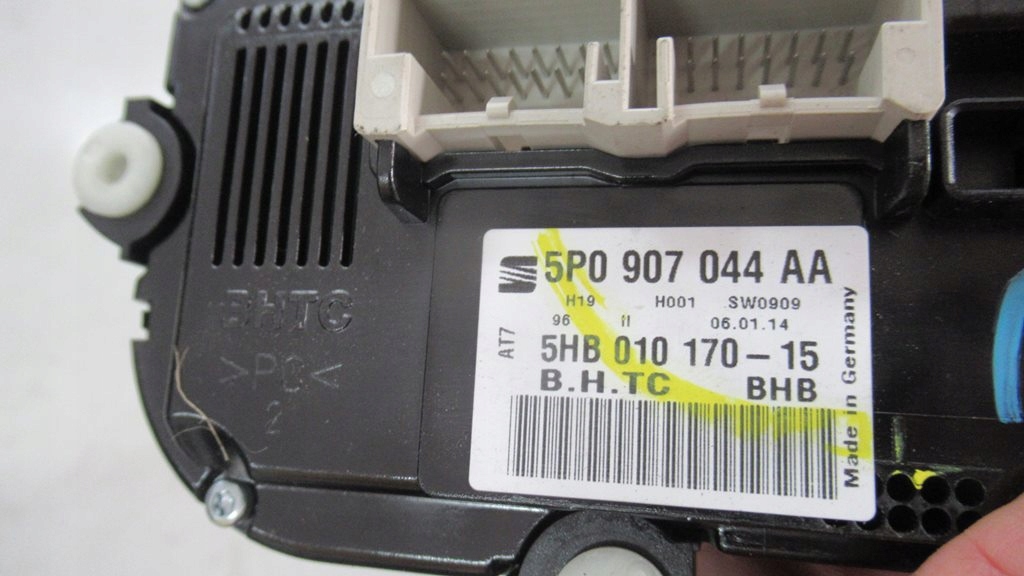 5P0 907 044 AA
H19 H001 SW0909
96 II 06.01.14
AT7
5HB 010 170-15
B.H.TC BHB
Made in Germany
BHTC
>PC<
2